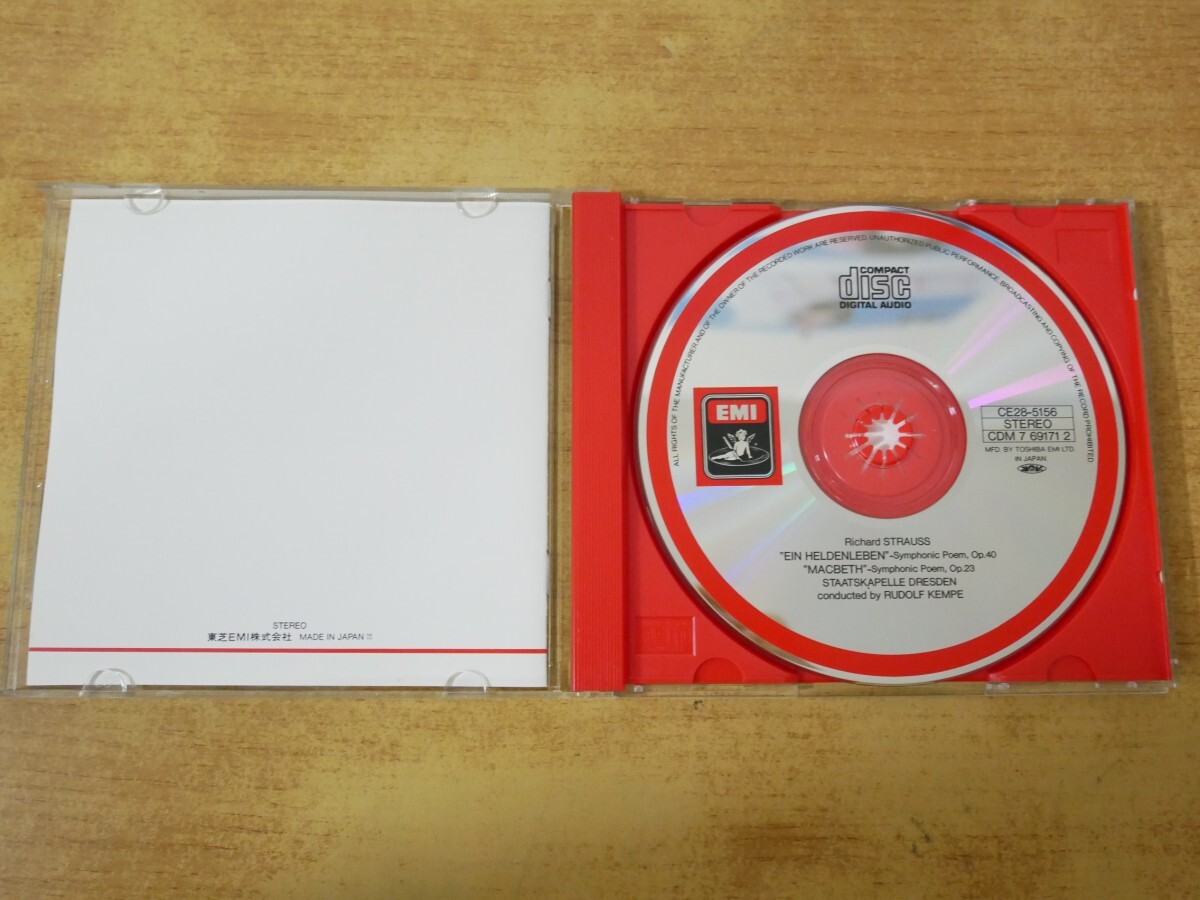 STEREO
東芝EMI株式会社 MADE IN JAPAN
ALL RIGHTS OF THE MANUFACTURER AND OF THE OWNER OF THE RECORDED WORK ARE RESERVED. UNAUTHORIZED PUBLIC PERFORMANCE, BROADCASTING AND COPYING OF THE RECORD PROHIBITED
COMPACT
disc
DIGITAL AUDIO
EMI
CE28-5156
STEREO
CDM 7 69171 2
MFD. BY TOSHIBA EMI LTD.
IN JAPAN.
Richard STRAUSS
"EIN HELDENLEBEN"-Symphonic Poem, Op.40
"MACBETH"-Symphonic Poem, Op.23
STAATSKAPELLE DRESDEN
conducted by RUDOLF KEMPE